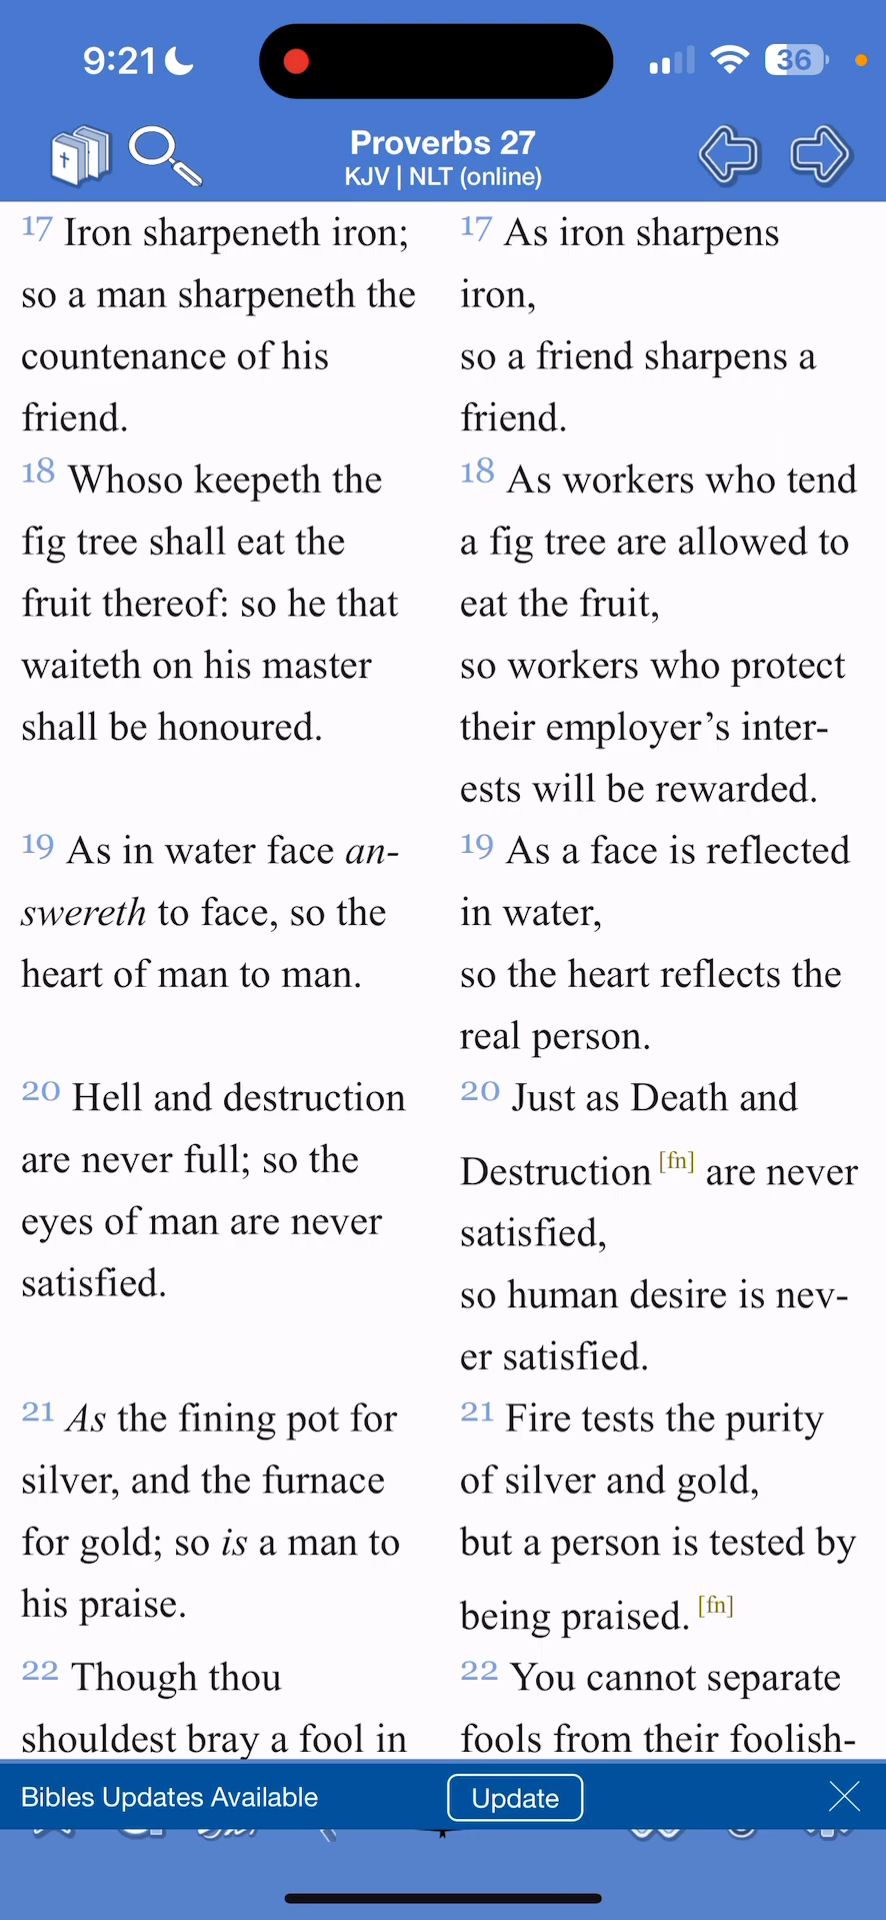 9:21
36
Proverbs 27
KJV | NLT (online)
17 Iron sharpeneth iron;
so a man sharpeneth the
countenance of his
friend.
18 Whoso keepeth the
fig tree shall eat the
fruit thereof: so he that
waiteth on his master
shall be honoured.
19 As in water face an-
swereth to face, so the
heart of man to man.
20 Hell and destruction
are never full; so the
eyes of man are never
satisfied.
21 As the fining pot for
silver, and the furnace
for gold; so is a man to
his praise.
22 Though thou
shouldest bray a fool in
17 As iron sharpens
iron,
so a friend sharpens a
friend.
18 As workers who tend
a fig tree are allowed to
eat the fruit,
so workers who protect
their employer’s inter-
ests will be rewarded.
19 As a face is reflected
in water,
so the heart reflects the
real person.
20 Just as Death and
Destruction [fn] are never
satisfied,
so human desire is nev-
er satisfied.
21 Fire tests the purity
of silver and gold,
but a person is tested by
being praised. [fn]
22 You cannot separate
fools from their foolish-
Bibles Updates Available
Update